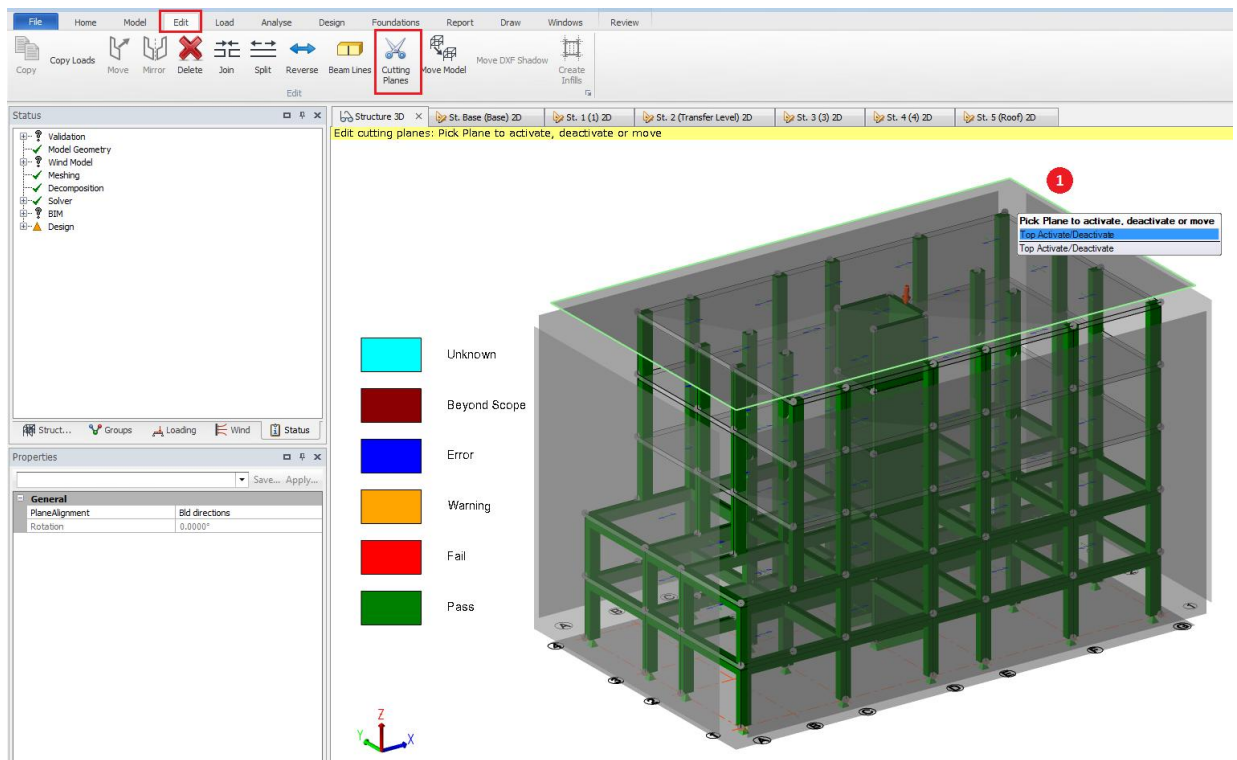 File Home Model Edit Load Analyse Design Foundations Report Draw Windows Review
Copy Copy Loads Move Mirror Delete Join Split Reverse Beam Lines Cutting Planes Move Model Move DXF Shadow Create Infills
Edit
Status
Structure 3D St. Base (Base) 2D St. 1 (1) 2D St. 2 (Transfer Level) 2D St. 3 (3) 2D St. 4 (4) 2D St. 5 (Roof) 2D
Edit cutting planes: Pick Plane to activate, deactivate or move
Validation
Model Geometry
Wind Model
Meshing
Decomposition
Solver
BIM
Design
1
Pick Plane to activate, deactivate or move
Top Activate/Deactivate
Top Activate/Deactivate
Unknown
Beyond Scope
Error
Warning
Fail
Pass
Struct... Groups Loading Wind Status
Properties
Save... Apply...
General
PlaneAlignment Bld directions
Rotation 0.0000°
Z
Y
X
A B C D E F G